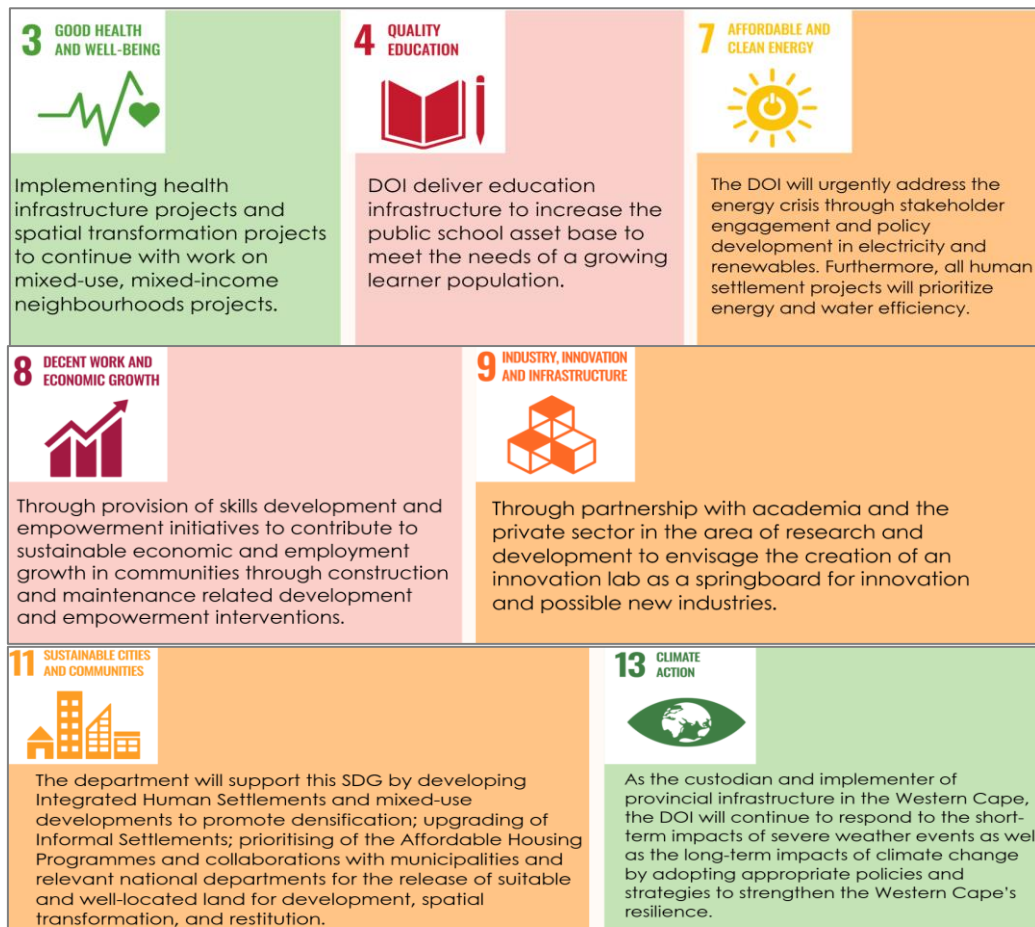 3 GOOD HEALTH
AND WELL-BEING
Implementing health
infrastructure projects and
spatial transformation projects
to continue with work on
mixed-use, mixed-income
neighbourhoods projects.
4 QUALITY
EDUCATION
DOI deliver education
infrastructure to increase the
public school asset base to
meet the needs of a growing
learner population.
7 AFFORDABLE AND
CLEAN ENERGY
The DOI will urgently address the
energy crisis through stakeholder
engagement and policy
development in electricity and
renewables. Furthermore, all human
settlement projects will prioritize
energy and water efficiency.
8 DECENT WORK AND
ECONOMIC GROWTH
Through provision of skills development and
empowerment initiatives to contribute to
sustainable economic and employment
growth in communities through construction
and maintenance related development
and empowerment interventions.
9 INDUSTRY, INNOVATION
AND INFRASTRUCTURE
Through partnership with academia and the
private sector in the area of research and
development to envisage the creation of an
innovation lab as a springboard for innovation
and possible new industries.
11 SUSTAINABLE CITIES
AND COMMUNITIES
The department will support this SDG by developing
Integrated Human Settlements and mixed-use
developments to promote densification; upgrading of
Informal Settlements; prioritising of the Affordable Housing
Programmes and collaborations with municipalities and
relevant national departments for the release of suitable
and well-located land for development, spatial
transformation, and restitution.
13 CLIMATE
ACTION
As the custodian and implementer of
provincial infrastructure in the Western Cape,
the DOI will continue to respond to the short-
term impacts of severe weather events as well
as the long-term impacts of climate change
by adopting appropriate policies and
strategies to strengthen the Western Cape's
resilience.